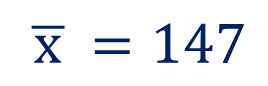 x̅ = 147